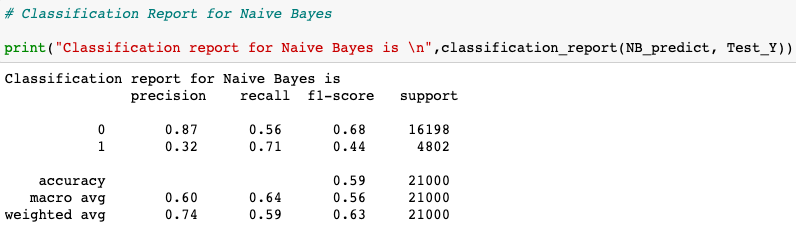 # Classification Report for Naive Bayes
print("Classification report for Naive Bayes is \n",classification_report(NB_predict, Test_Y))
Classification report for Naive Bayes is
precision recall f1-score support
0 0.87 0.56 0.68 16198
1 0.32 0.71 0.44 4802
accuracy 0.59 21000
macro avg 0.60 0.64 0.56 21000
weighted avg 0.74 0.59 0.63 21000